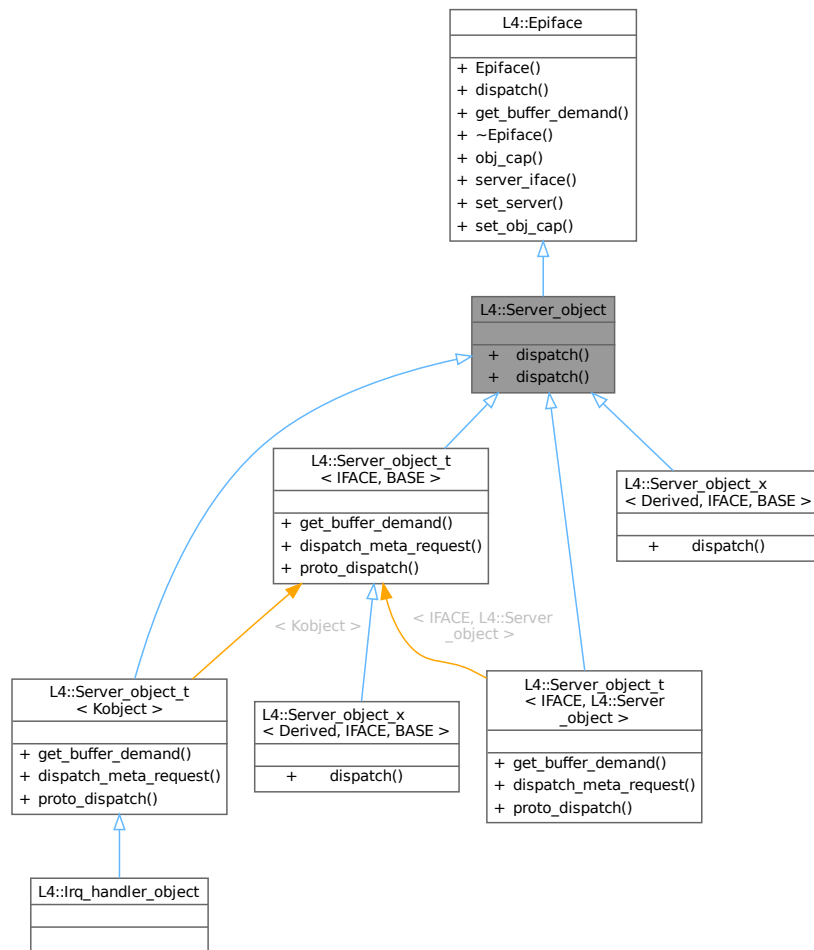 L4::Epiface
+ Epiface()
+ dispatch()
+ get_buffer_demand()
+ ~Epiface()
+ obj_cap()
+ server_iface()
+ set_server()
+ set_obj_cap()
L4::Server_object
+ dispatch()
+ dispatch()
L4::Server_object_t
< IFACE, BASE >
+ get_buffer_demand()
+ dispatch_meta_request()
+ proto_dispatch()
L4::Server_object_x
< Derived, IFACE, BASE >
+ dispatch()
< Kobject >
< IFACE, L4::Server
_object >
L4::Server_object_t
< Kobject >
+ get_buffer_demand()
+ dispatch_meta_request()
+ proto_dispatch()
L4::Server_object_x
< Derived, IFACE, BASE >
+ dispatch()
L4::Server_object_t
< IFACE, L4::Server
_object >
+ get_buffer_demand()
+ dispatch_meta_request()
+ proto_dispatch()
L4::Irq_handler_object